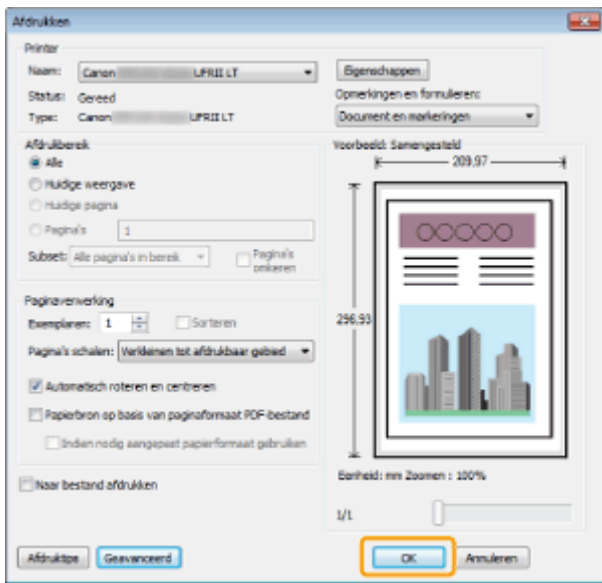 Afdrukken
Printer
Naam: Canon UFRII LT
Eigenschappen
Status: Gereed
Opmerkingen en formulieren:
Type: Canon UFRII LT
Document en markeringen
Afdrukbereik
Alle
Huidige weergave
Huidige pagina
Pagina's 1
Subset: Alle pagina's in bereik
Pagina's omkeren
Paginaverwerking
Exemplaren: 1
Sorteren
Pagina's schalen: Verkleinen tot afdrukbaar gebied
Automatisch roteren en centreren
Papierbron op basis van paginaformaat PDF-bestand
Indien nodig aangepast papierformaat gebruiken
Naar bestand afdrukken
Voorbeeld: Samengesteld
209,97
296,93
Eenheid: mm Zoomen : 100%
1/1
Afdruktips
Geavanceerd
OK
Annuleren